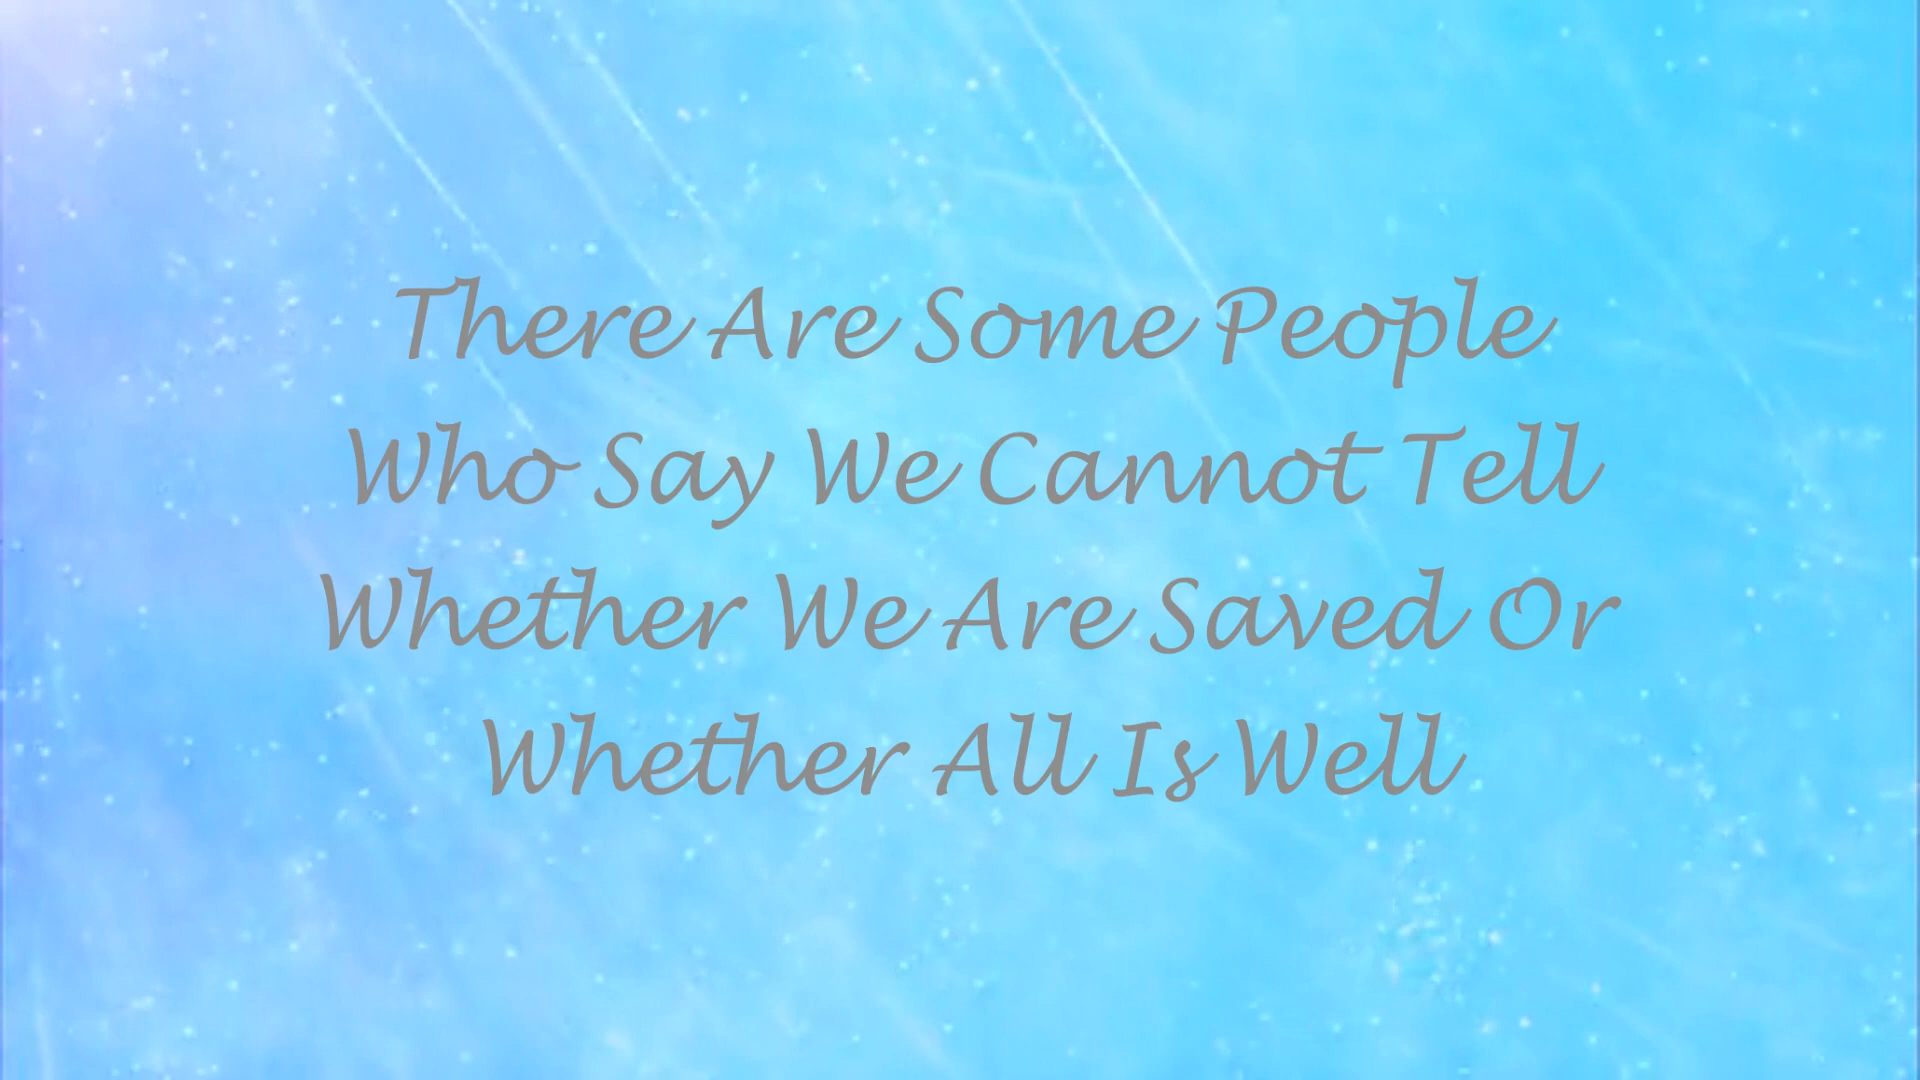 There Are Some People
Who Say We Cannot Tell
Whether We Are Saved Or
Whether All Is Well